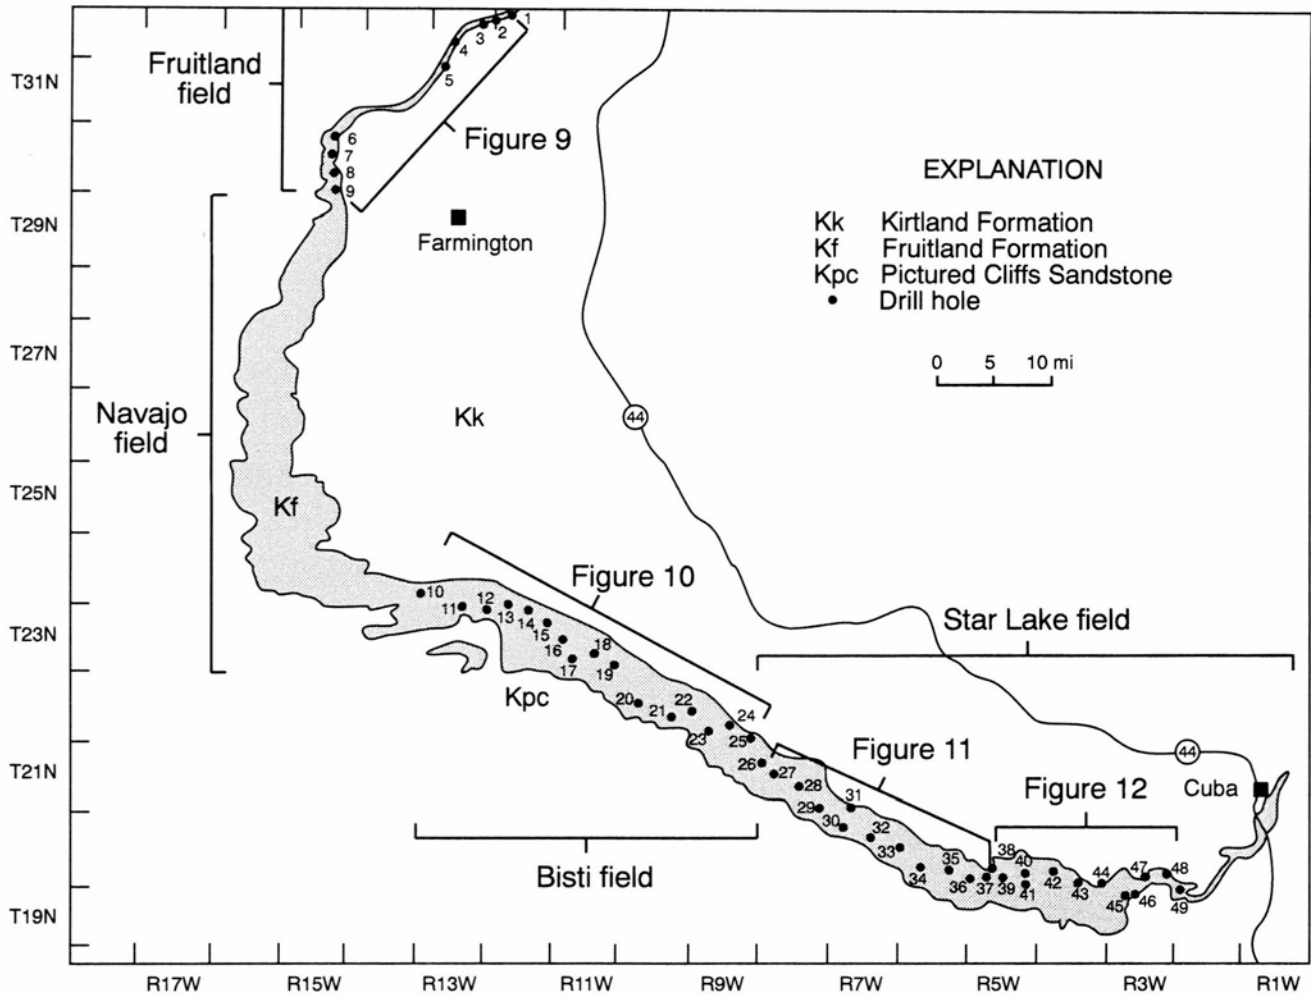 1
2
3
4
5
T31N
Fruitland
field
Figure 9
6
7
8
9
EXPLANATION
Kk Kirtland Formation
Kf Fruitland Formation
Kpc Pictured Cliffs Sandstone
Drill hole
T29N
Farmington
0 5 10 mi
T27N
Navajo
field
Kk
44
T25N
Kf
Figure 10
10
11
12
13
14
15
16
17
18
19
T23N
Star Lake field
Kpc
20
21
22
23
24
25
26
27
28
29
30
31
32
33
34
35
36
37
38
39
40
41
42
43
44
45
46
47
48
49
T21N
Figure 11
44
Cuba
Figure 12
Bisti field
T19N
R17W R15W R13W R11W R9W R7W R5W R3W R1W